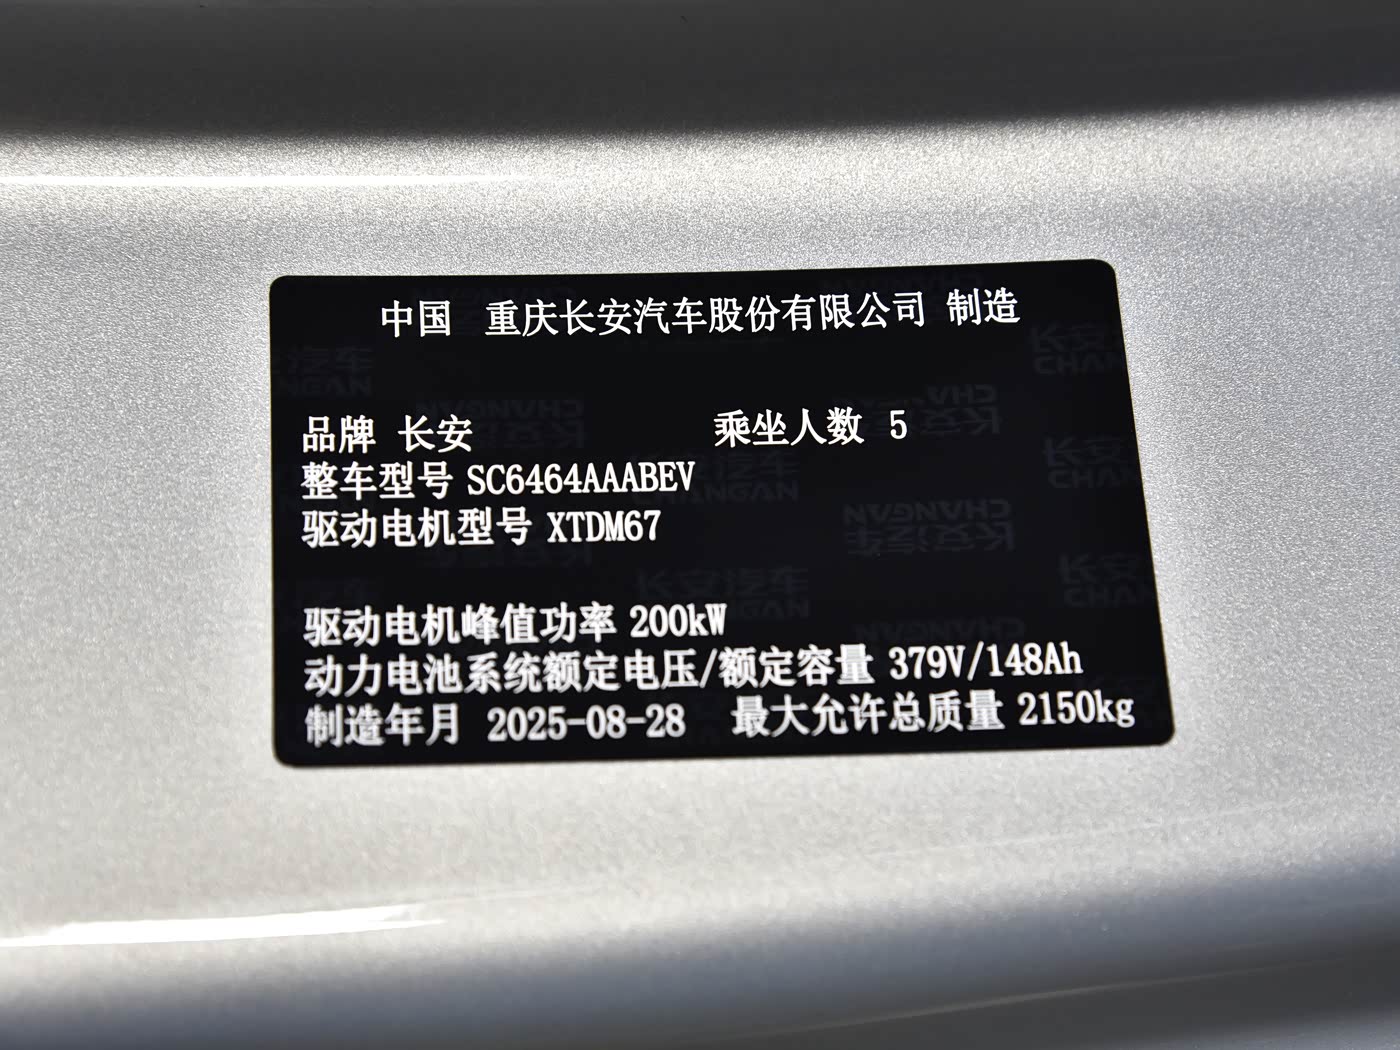 中国 重庆长安汽车股份有限公司 制造
品牌 长安 乘坐人数 5
整车型号 SC6464AAABEV
驱动电机型号 XTDM67
驱动电机峰值功率 200kW
动力电池系统额定电压/额定容量 379V/148Ah
制造年月 2025-08-28 最大允许总质量 2150kg